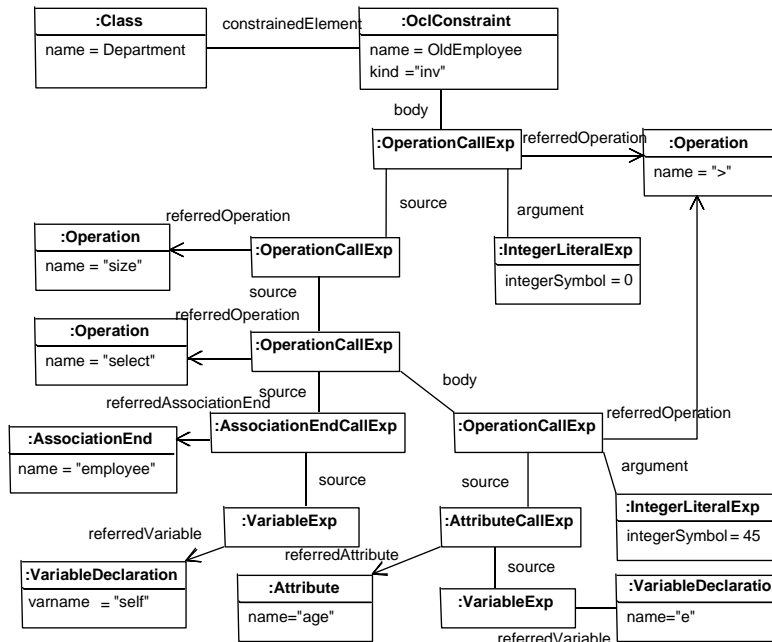 :Class
constrainedElement
:OclConstraint
name = Department
name = OldEmployee
kind ="inv"
body
:OperationCallExp
referredOperation
:Operation
name = ">"
source
argument
referredOperation
:Operation
name = "size"
:OperationCallExp
:IntegerLiteralExp
integerSymbol = 0
source
referredOperation
:Operation
name = "select"
:OperationCallExp
body
source
referredAssociationEnd
referredOperation
:AssociationEndCallExp
:OperationCallExp
:AssociationEnd
name = "employee"
argument
source
source
:IntegerLiteralExp
integerSymbol = 45
:VariableExp
:AttributeCallExp
referredVariable
referredAttribute
source
:VariableDeclaration
varname = "self"
:Attribute
name="age"
:VariableExp
:VariableDeclaratio
name="e"
referredVariable